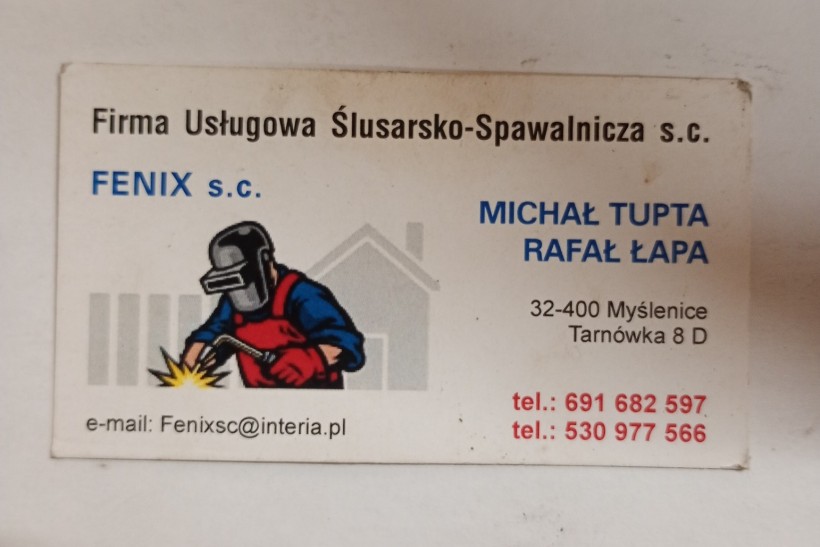 Firma Usługowa Ślusarsko-Spawalnicza s.c.
FENIX s.c.
MICHAŁ TUPTA
RAFAŁ ŁAPA
32-400 Myślenice
Tarnówka 8 D
tel.: 691 682 597
tel.: 530 977 566
e-mail: Fenixsc@interia.pl